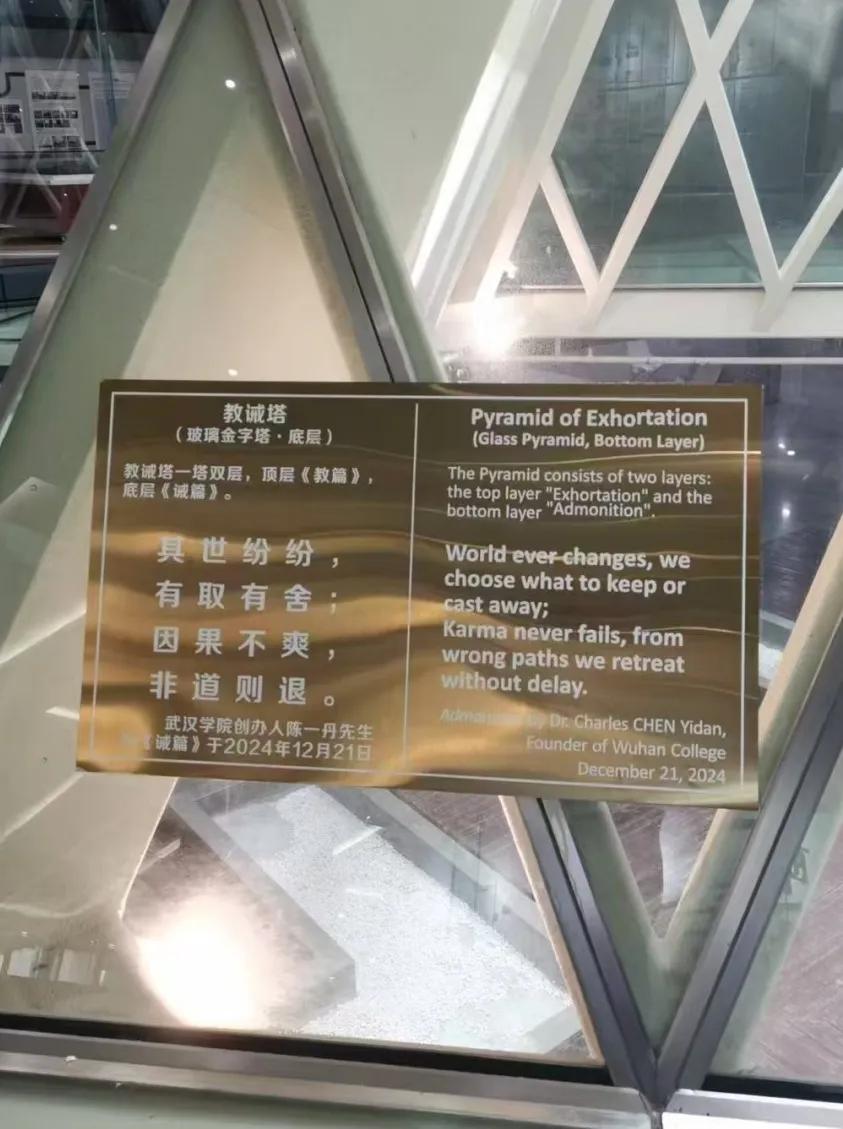 教诫塔
（玻璃金字塔·底层）
教诫塔一塔双层，顶层《教篇》，
底层《诫篇》。
其世纷纷，
有取有舍；
因果不爽，
非道则退。
武汉学院创办人陈一丹先生
《诫篇》于2024年12月21日
Pyramid of Exhortation
(Glass Pyramid, Bottom Layer)
The Pyramid consists of two layers:
the top layer "Exhortation" and the
bottom layer "Admonition".
World ever changes, we
choose what to keep or
cast away;
Karma never fails, from
wrong paths we retreat
without delay.
Admonition by Dr. Charles CHEN Yidan,
Founder of Wuhan College
December 21, 2024